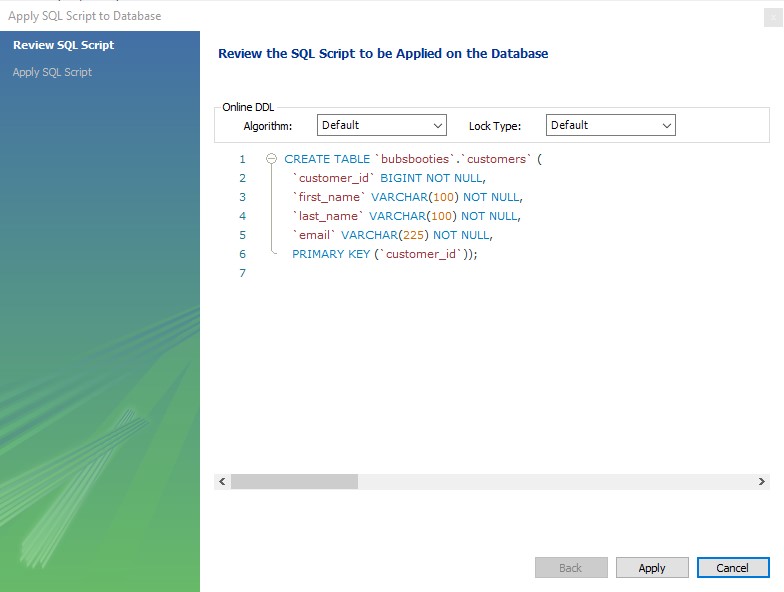 Apply SQL Script to Database
Review SQL Script
Apply SQL Script
Review the SQL Script to be Applied on the Database
Online DDL
Algorithm: Default Lock Type: Default
1 CREATE TABLE `bubsbooties`.`customers` (
2 `customer_id` BIGINT NOT NULL,
3 `first_name` VARCHAR(100) NOT NULL,
4 `last_name` VARCHAR(100) NOT NULL,
5 `email` VARCHAR(225) NOT NULL,
6 PRIMARY KEY (`customer_id`));
7
Back Apply Cancel